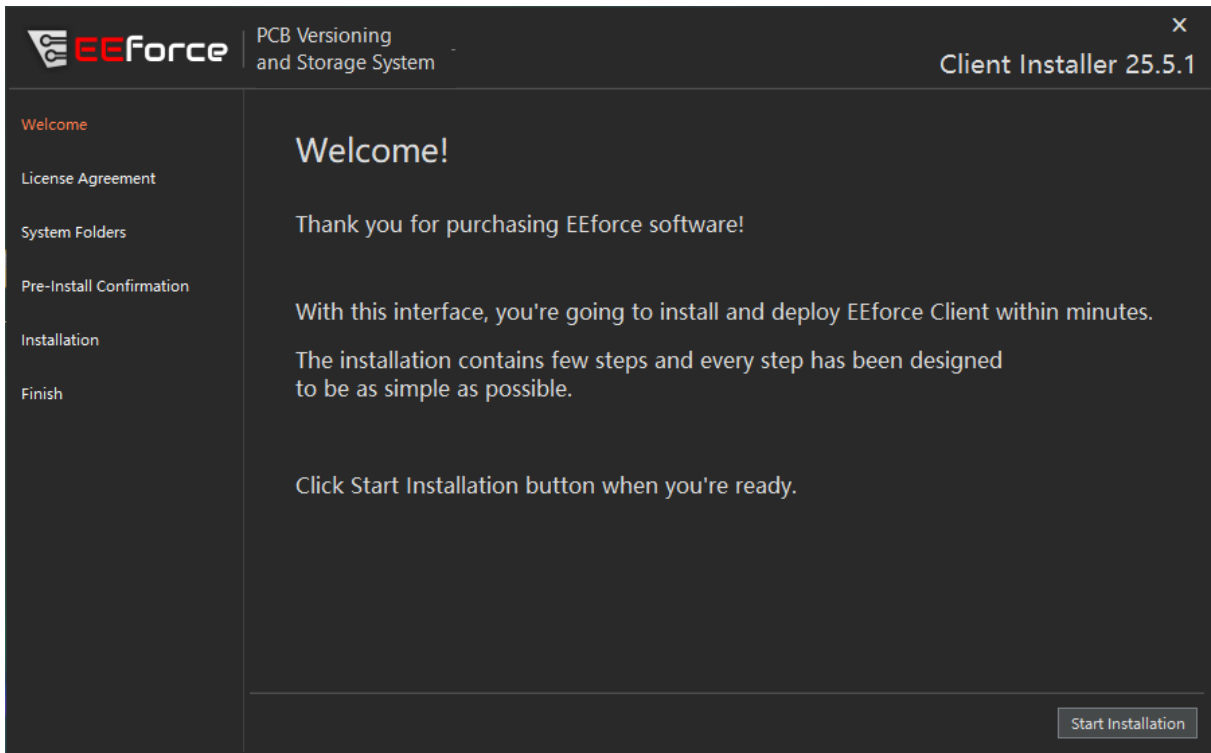 EEforce
PCB Versioning
and Storage System
X
Client Installer 25.5.1
Welcome
License Agreement
System Folders
Pre-Install Confirmation
Installation
Finish
Welcome!
Thank you for purchasing EEforce software!
With this interface, you're going to install and deploy EEforce Client within minutes.
The installation contains few steps and every step has been designed
to be as simple as possible.
Click Start Installation button when you're ready.
Start Installation